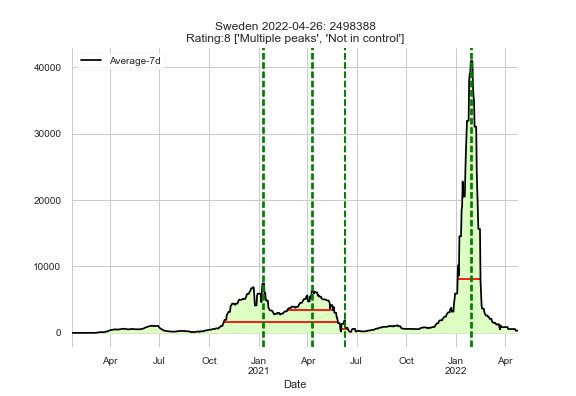 Sweden 2022-04-26: 2498388
Rating:8 ['Multiple peaks', 'Not in control']
Average-7d
40000
30000
20000
10000
0
Apr Jul Oct Jan Apr Jul Oct Jan Apr
2021 2022
Date